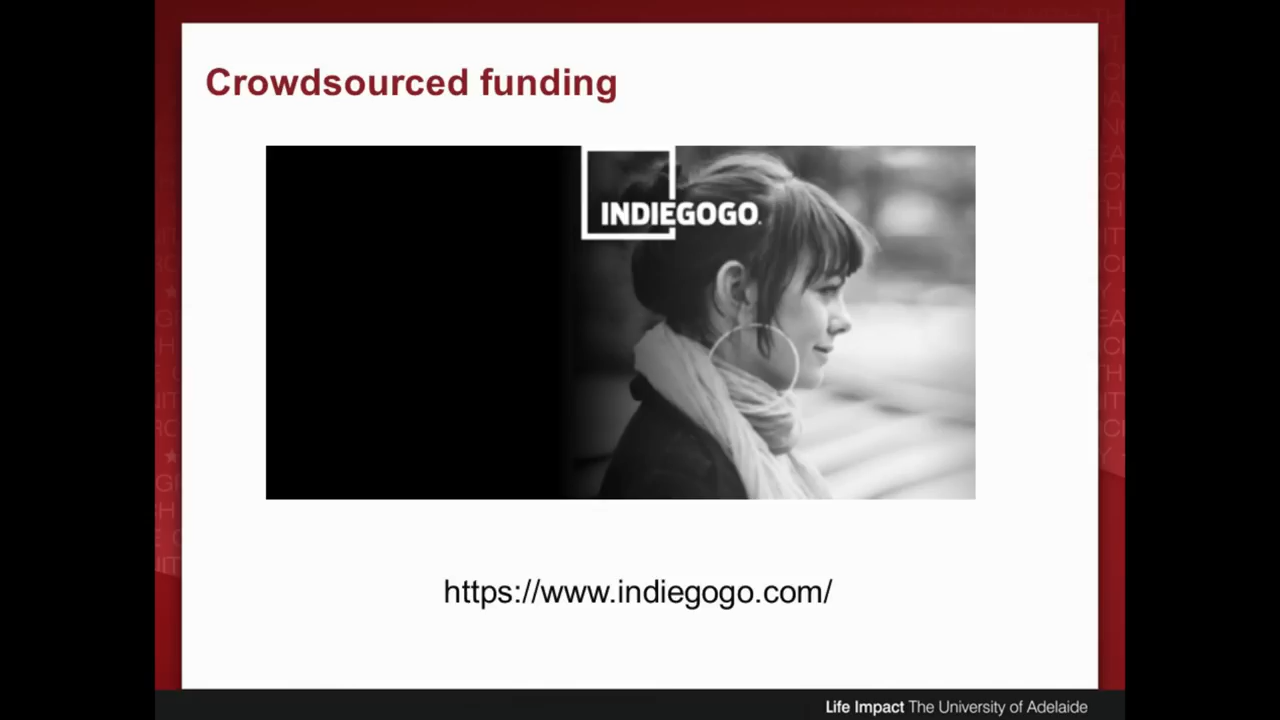 Crowdsourced funding
INDIEGOGO.
https://www.indiegogo.com/
Life Impact The University of Adelaide